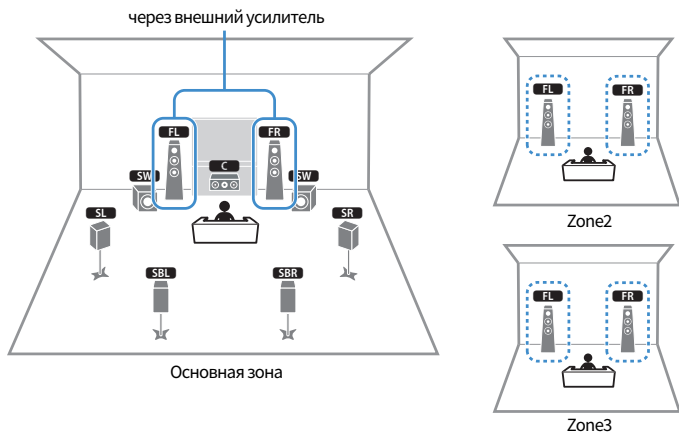 через внешний усилитель
FL FR
C
SW SW
SL SR
SBL SBR
Основная зона
FL FR
Zone2
FL FR
Zone3